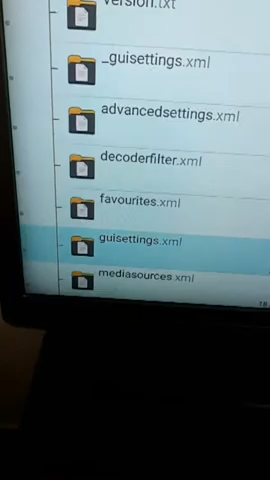 version.txt
_guisettings.xml
advancedsettings.xml
decoderfilter.xml
favourites.xml
guisettings.xml
mediasources.xml